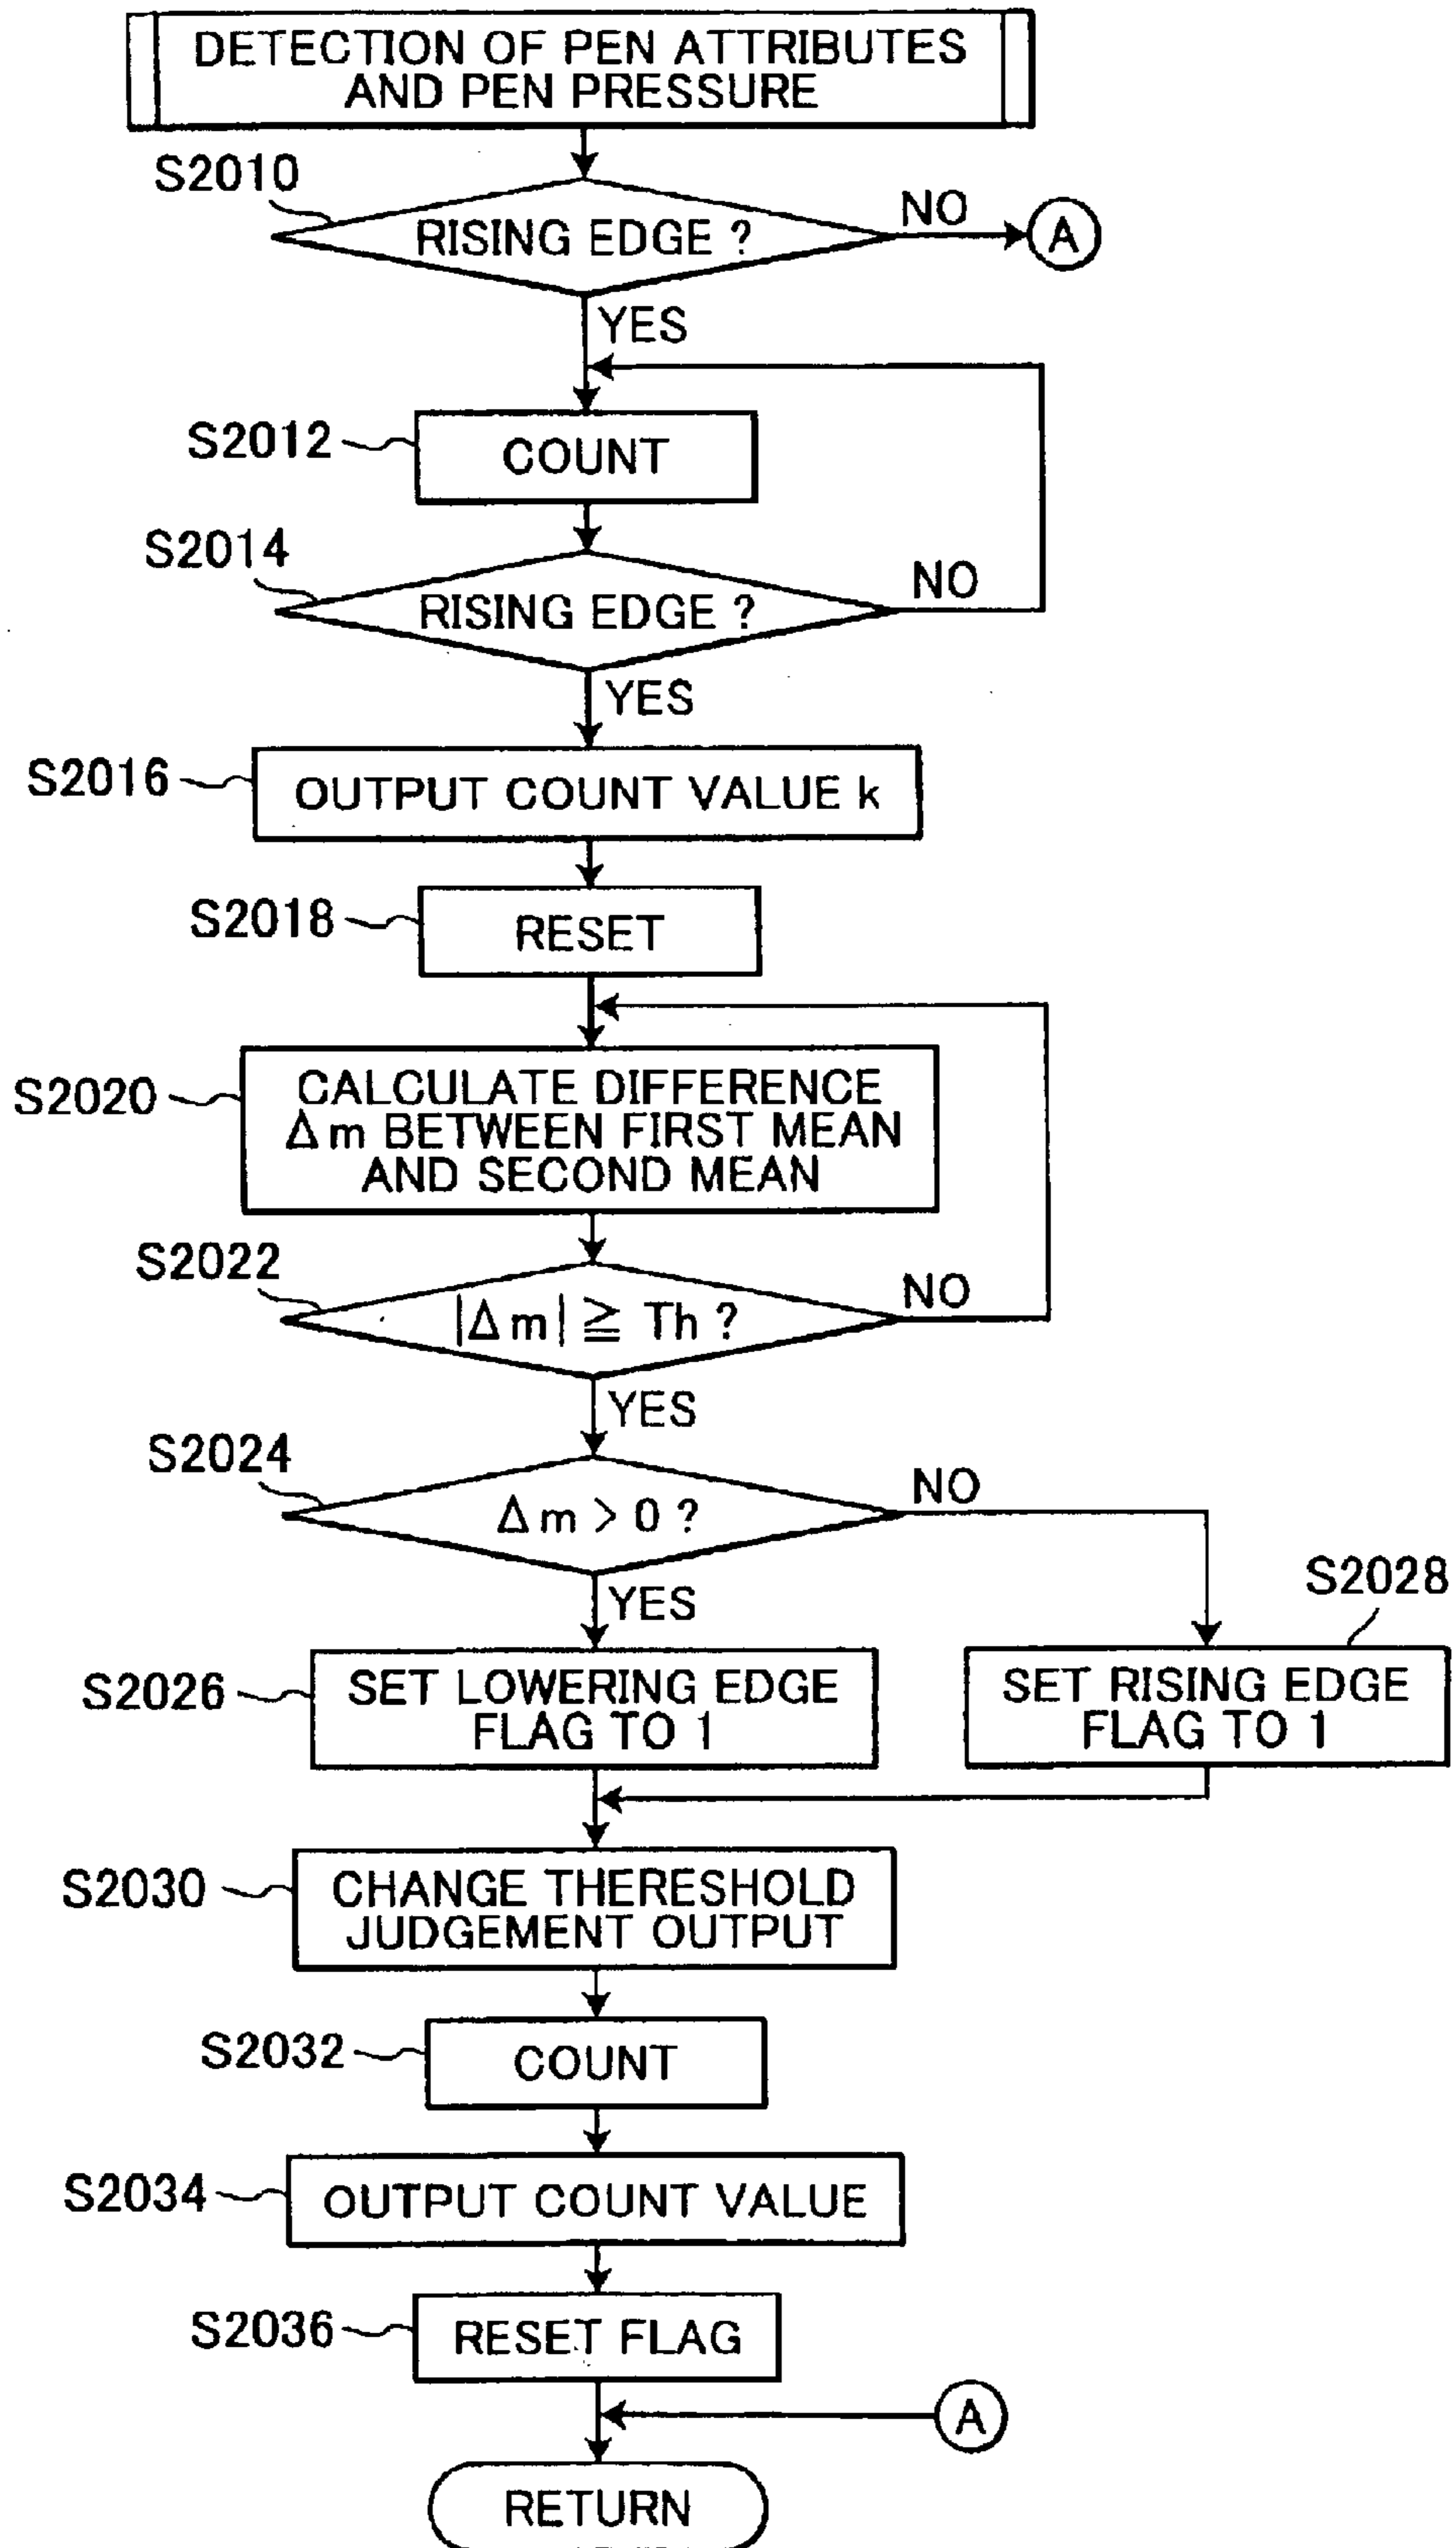 DETECTION OF PEN ATTRIBUTES
AND PEN PRESSURE
S2010
RISING EDGE ?
NO
A
YES
S2012
COUNT
S2014
RISING EDGE ?
NO
YES
S2016
OUTPUT COUNT VALUE k
S2018
RESET
S2020
CALCULATE DIFFERENCE
Δm BETWEEN FIRST MEAN
AND SECOND MEAN
S2022
|Δm| ≧ Th ?
NO
YES
S2024
Δm > 0 ?
NO
YES
S2028
S2026
SET LOWERING EDGE
FLAG TO 1
SET RISING EDGE
FLAG TO 1
S2030
CHANGE THERESHOLD
JUDGEMENT OUTPUT
S2032
COUNT
S2034
OUTPUT COUNT VALUE
S2036
RESET FLAG
A
RETURN